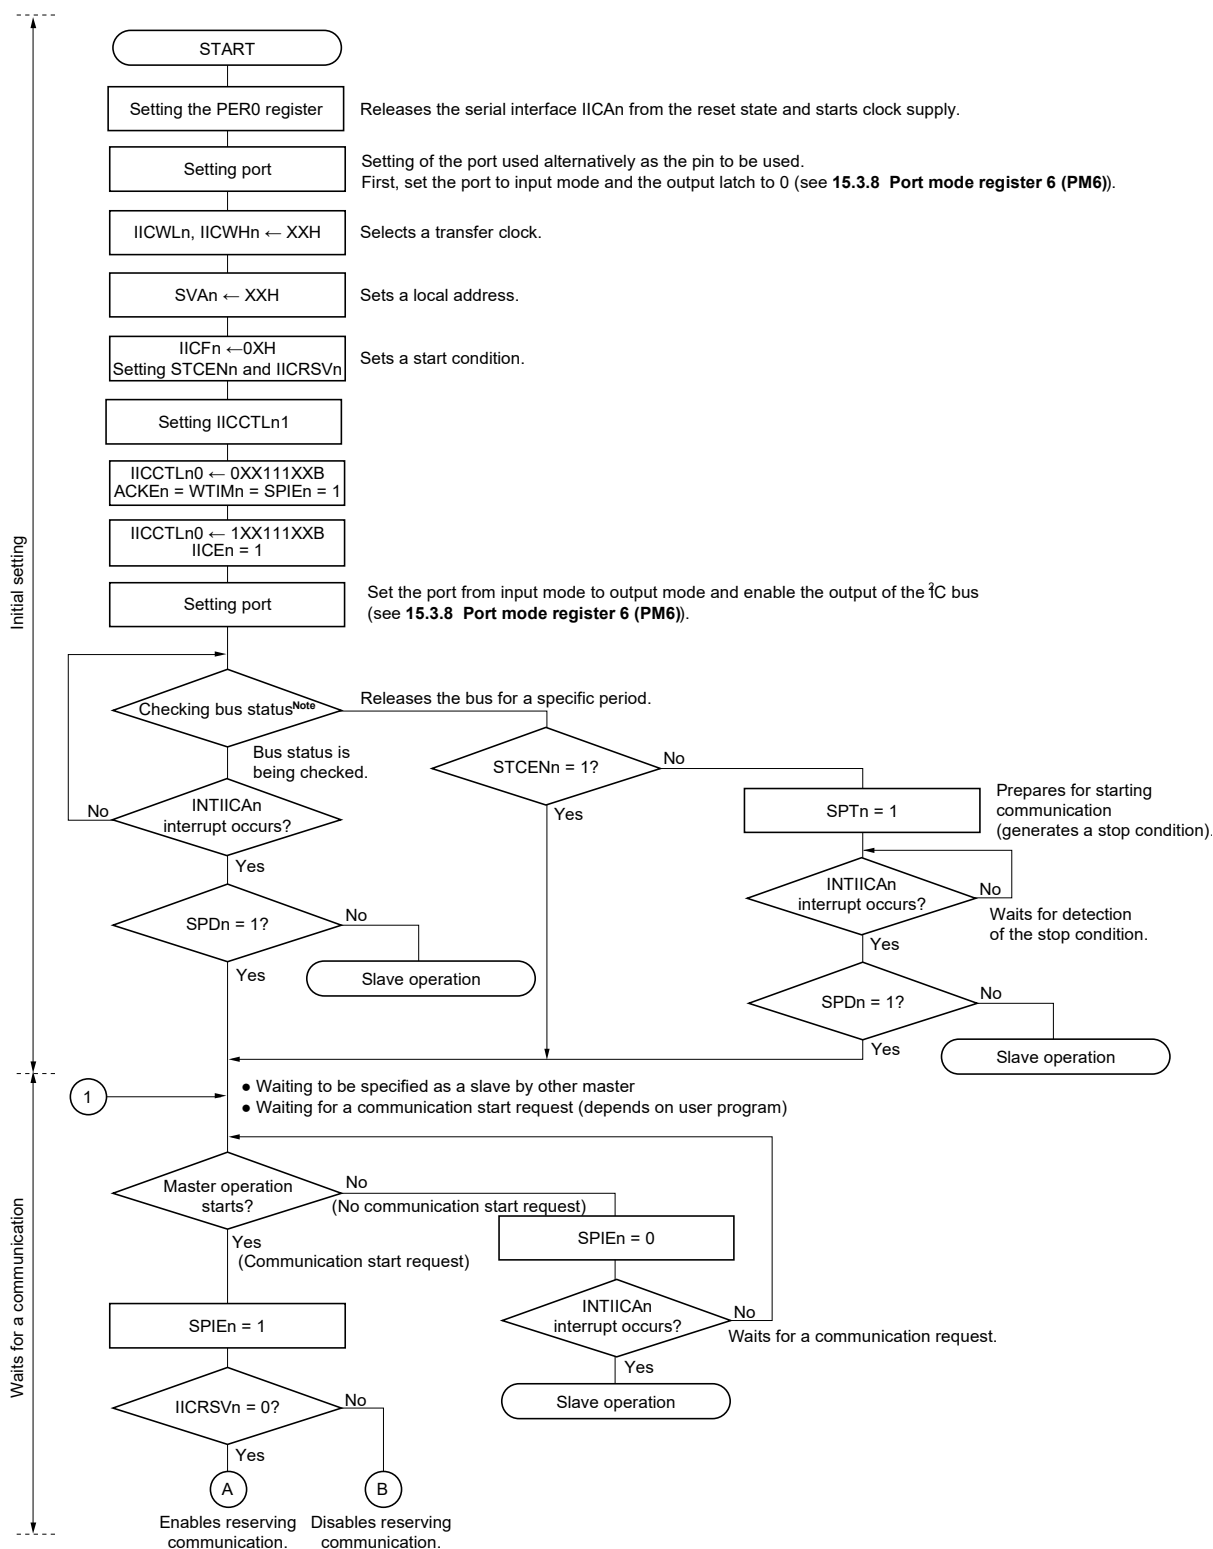 START
Setting the PER0 register
Releases the serial interface IICAn from the reset state and starts clock supply.
Setting port
Setting of the port used alternatively as the pin to be used.
First, set the port to input mode and the output latch to 0 (see 15.3.8 Port mode register 6 (PM6)).
IICWLn, IICWHn ← XXH
Selects a transfer clock.
SVAn ← XXH
Sets a local address.
IICFn ←0XH
Setting STCENn and IICRSVn
Sets a start condition.
Setting IICCTLn1
IICCTLn0 ← 0XX111XXB
ACKEn = WTIMn = SPIEn = 1
IICCTLn0 ← 1XX111XXB
IICEn = 1
Setting port
Set the port from input mode to output mode and enable the output of the I²C bus
(see 15.3.8 Port mode register 6 (PM6)).
Initial setting
Checking bus status Note
Releases the bus for a specific period.
Bus status is
being checked.
STCENn = 1?
No
Yes
SPTn = 1
Prepares for starting
communication
(generates a stop condition).
INTIICAn
interrupt occurs?
No
Yes
INTIICAn
interrupt occurs?
No
Waits for detection
of the stop condition.
Yes
SPDn = 1?
No
Yes
Slave operation
SPDn = 1?
No
Yes
Slave operation
1
● Waiting to be specified as a slave by other master
● Waiting for a communication start request (depends on user program)
Waits for a communication
Master operation
starts?
No
(No communication start request)
Yes
(Communication start request)
SPIEn = 0
INTIICAn
interrupt occurs?
No
Waits for a communication request.
Yes
Slave operation
SPIEn = 1
IICRSVn = 0?
No
Yes
A
B
Enables reserving
communication.
Disables reserving
communication.